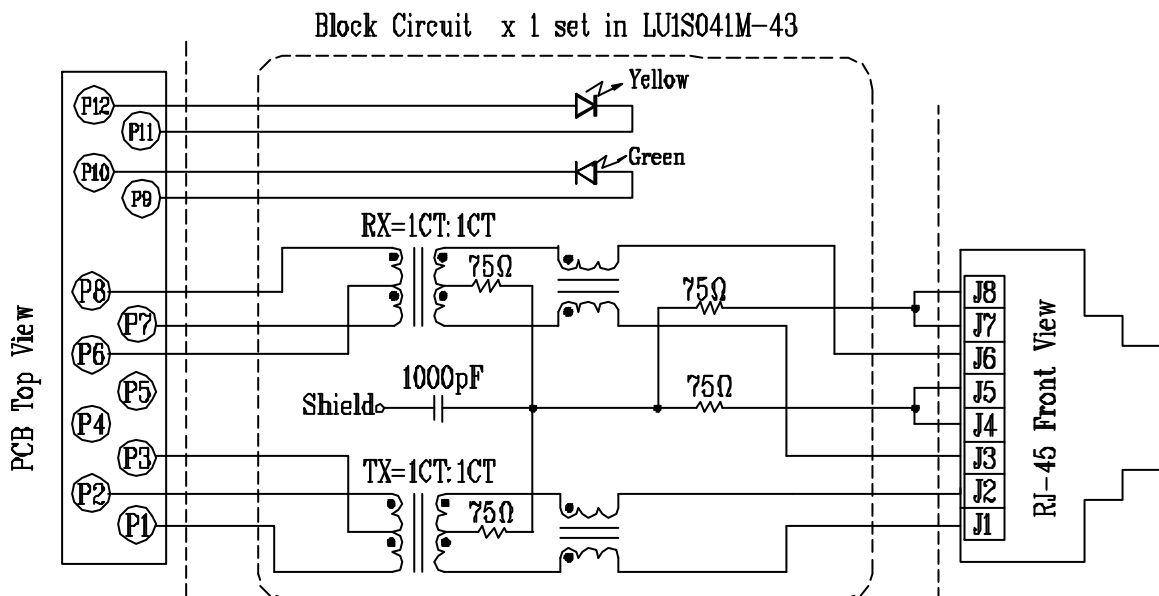 Block Circuit x 1 set in LU1S041M-43
Yellow
P12
P11
Green
P10
P9
RX=1CT:1CT
75Ω
75Ω
P8
P7
P6
P5
P4
P3
P2
P1
PCB Top View
1000pF
Shield
75Ω
TX=1CT:1CT
75Ω
J8
J7
J6
J5
J4
J3
J2
J1
RJ-45 Front View